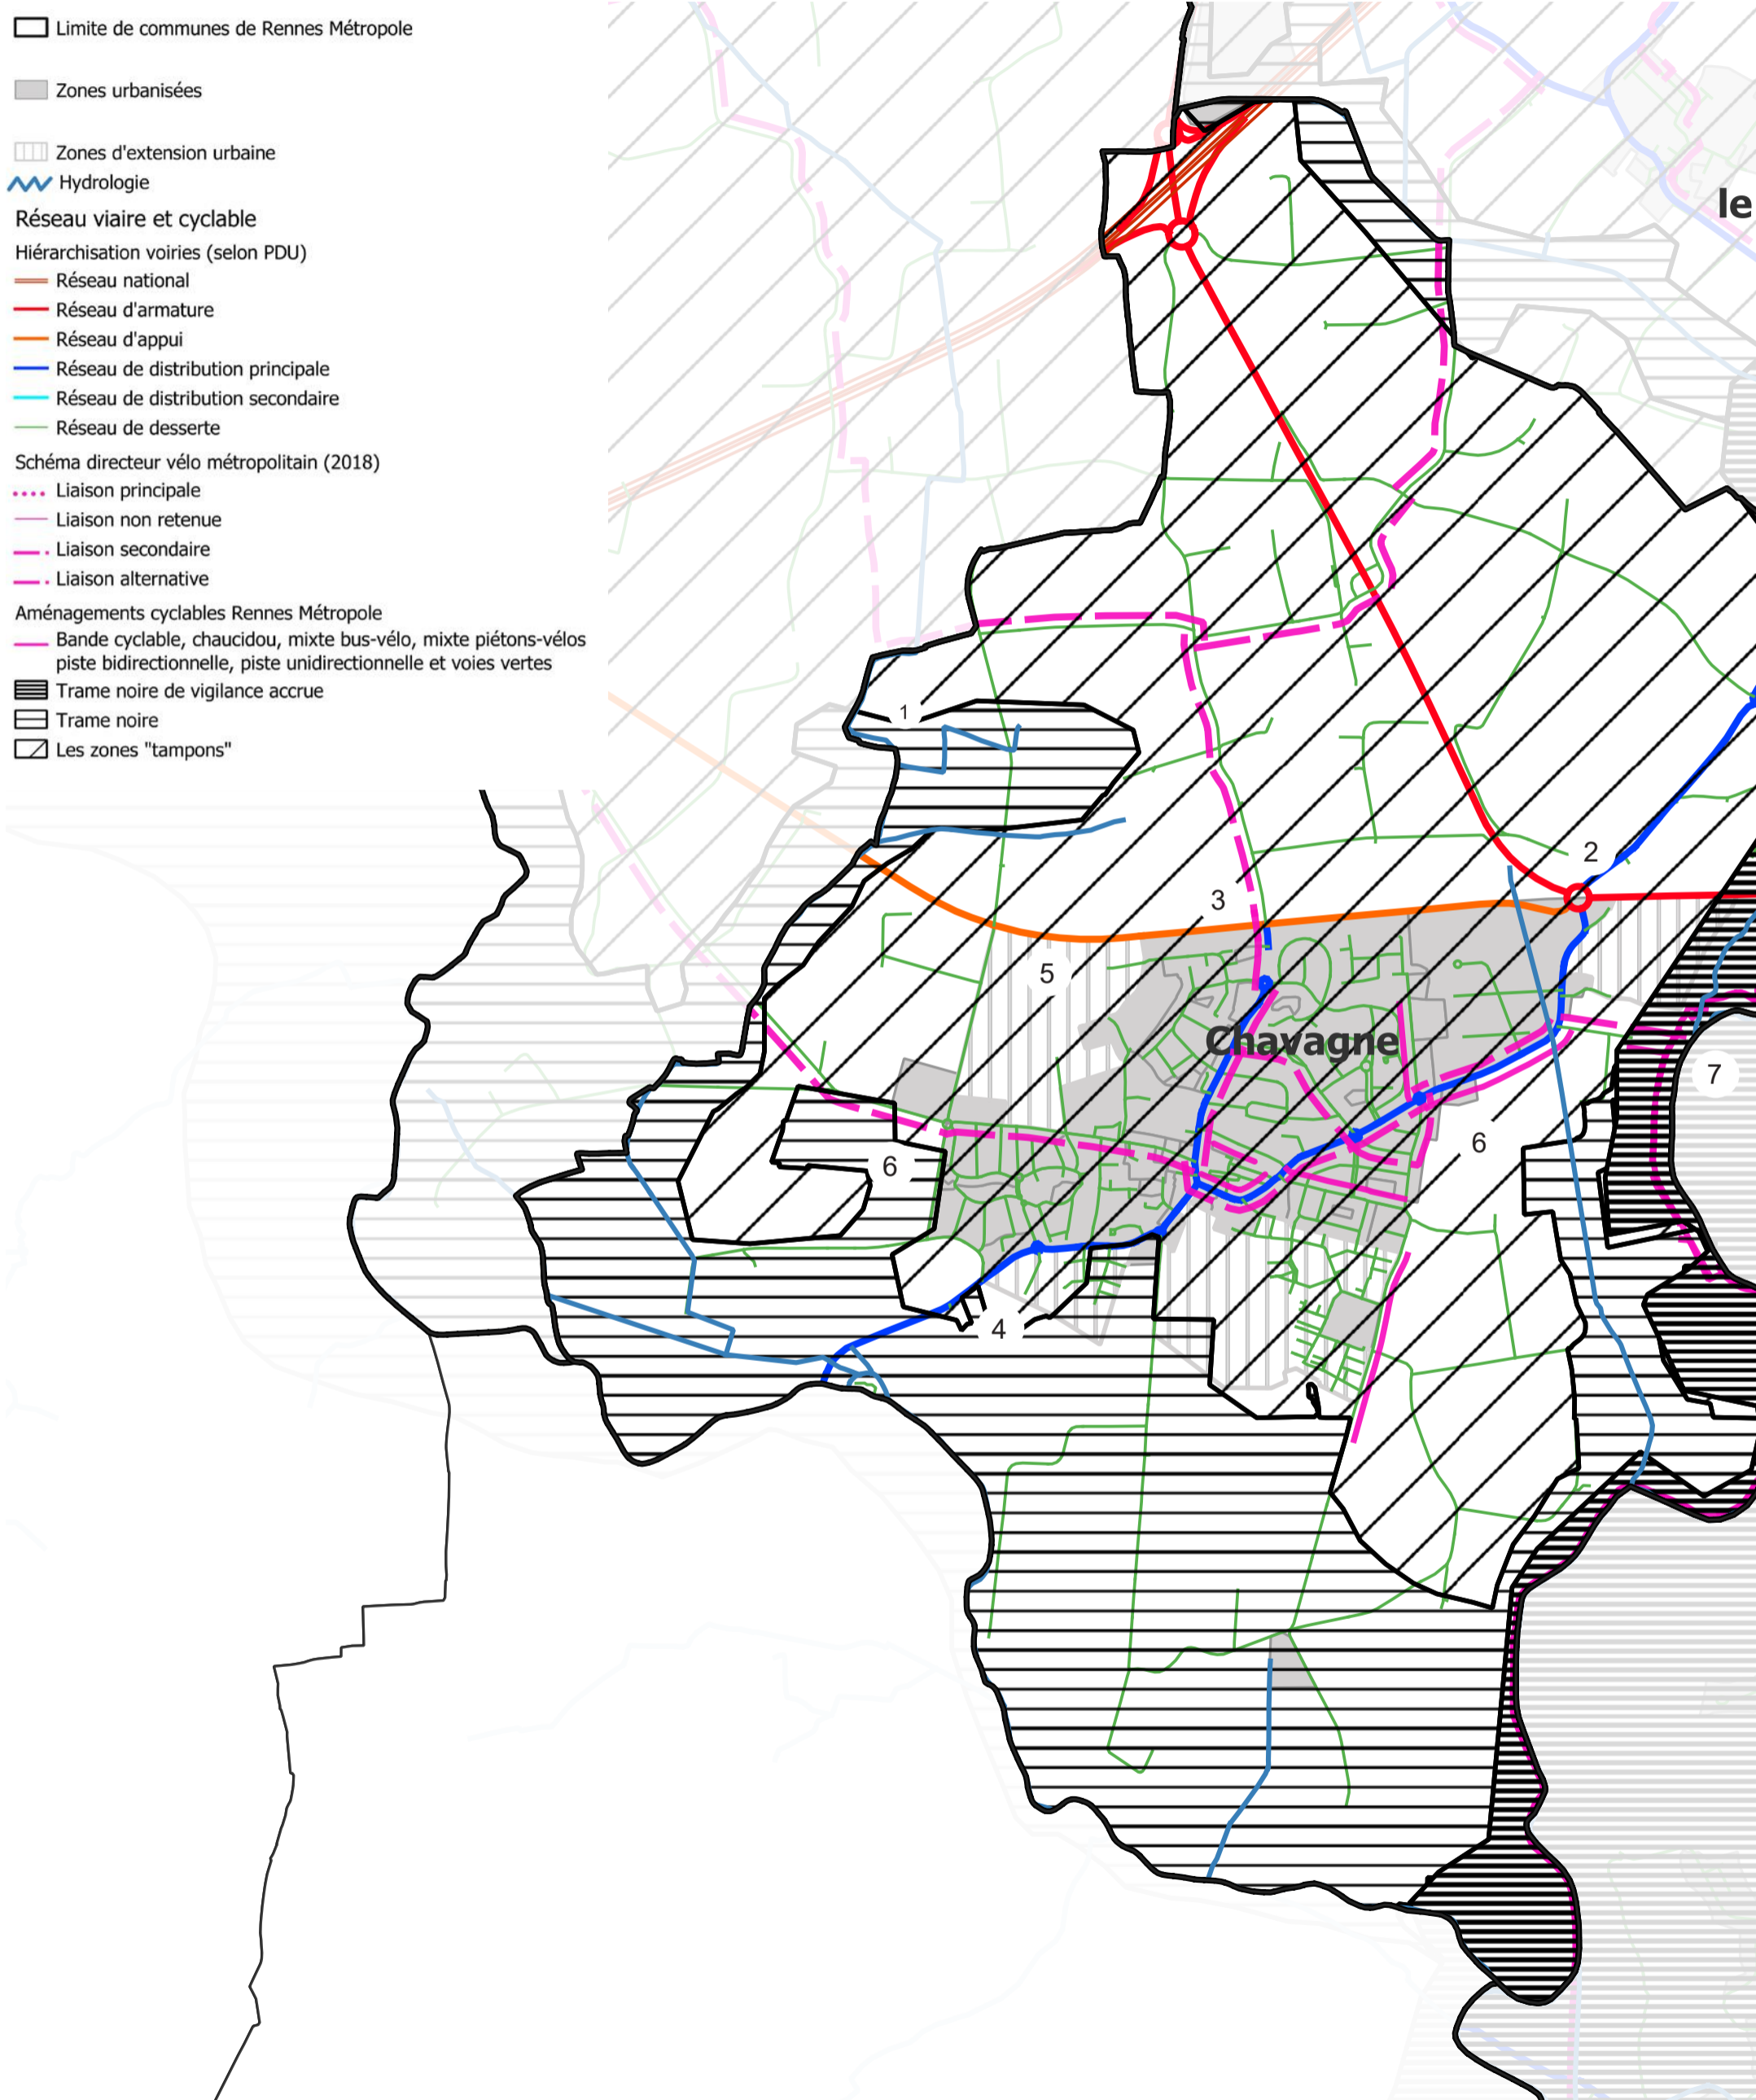 Limite de communes de Rennes Métropole
Zones urbanisées
Zones d'extension urbaine
Hydrologie
Réseau viaire et cyclable
Hiérarchisation voiries (selon PDU)
Réseau national
Réseau d'armature
Réseau d'appui
Réseau de distribution principale
Réseau de distribution secondaire
Réseau de desserte
Schéma directeur vélo métropolitain (2018)
Liaison principale
Liaison non retenue
Liaison secondaire
Liaison alternative
Aménagements cyclables Rennes Métropole
Bande cyclable, chaucidou, mixte bus-vélo, mixte piétons-vélos
piste bidirectionnelle, piste unidirectionnelle et voies vertes
Trame noire de vigilance accrue
Trame noire
Les zones "tampons"
le
1
2
3
5
Chavagne
7
6
6
4